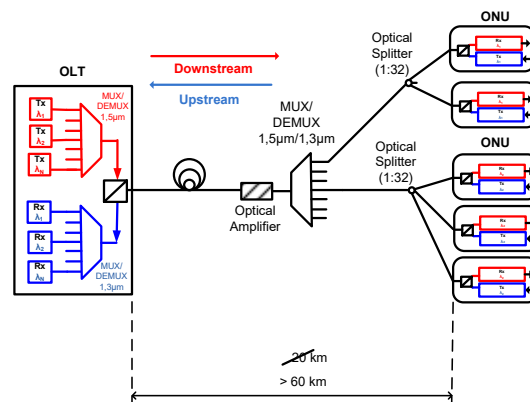 ONU
Optical
Splitter
(1:32)
Rx
Tx
Rx
Tx
OLT
Downstream
Upstream
MUX/
DEMUX
1,5µm
Tx
λ1
Tx
λ2
Tx
λN
MUX/
DEMUX
1,5µm/1,3µm
Optical
Splitter
(1:32)
ONU
Rx
Tx
Rx
Tx
Rx
Tx
Optical
Amplifier
Rx
λ1
Rx
λ2
Rx
λN
MUX/
DEMUX
1,3µm
20 km
> 60 km